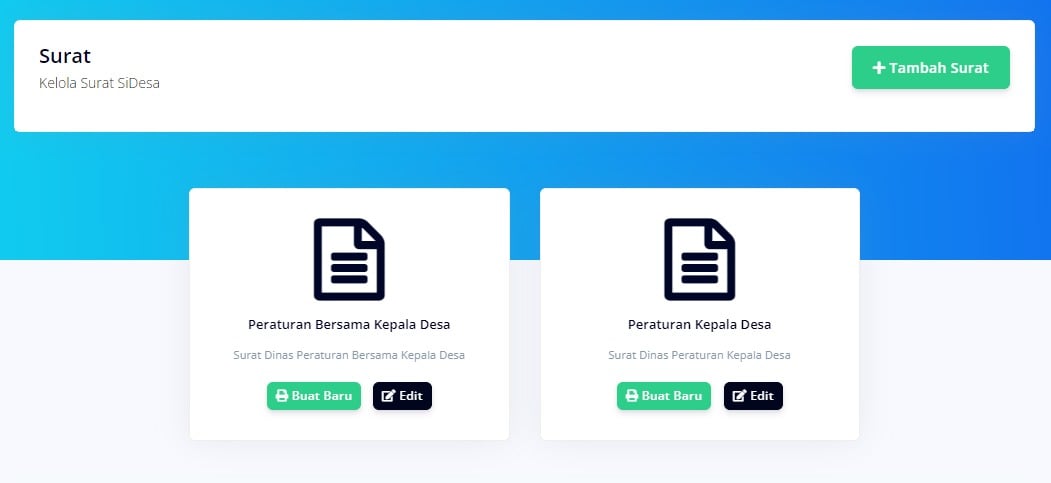 Surat
Kelola Surat SiDesa
Tambah Surat
Peraturan Bersama Kepala Desa
Surat Dinas Peraturan Bersama Kepala Desa
Buat Baru Edit
Peraturan Kepala Desa
Surat Dinas Peraturan Kepala Desa
Buat Baru Edit